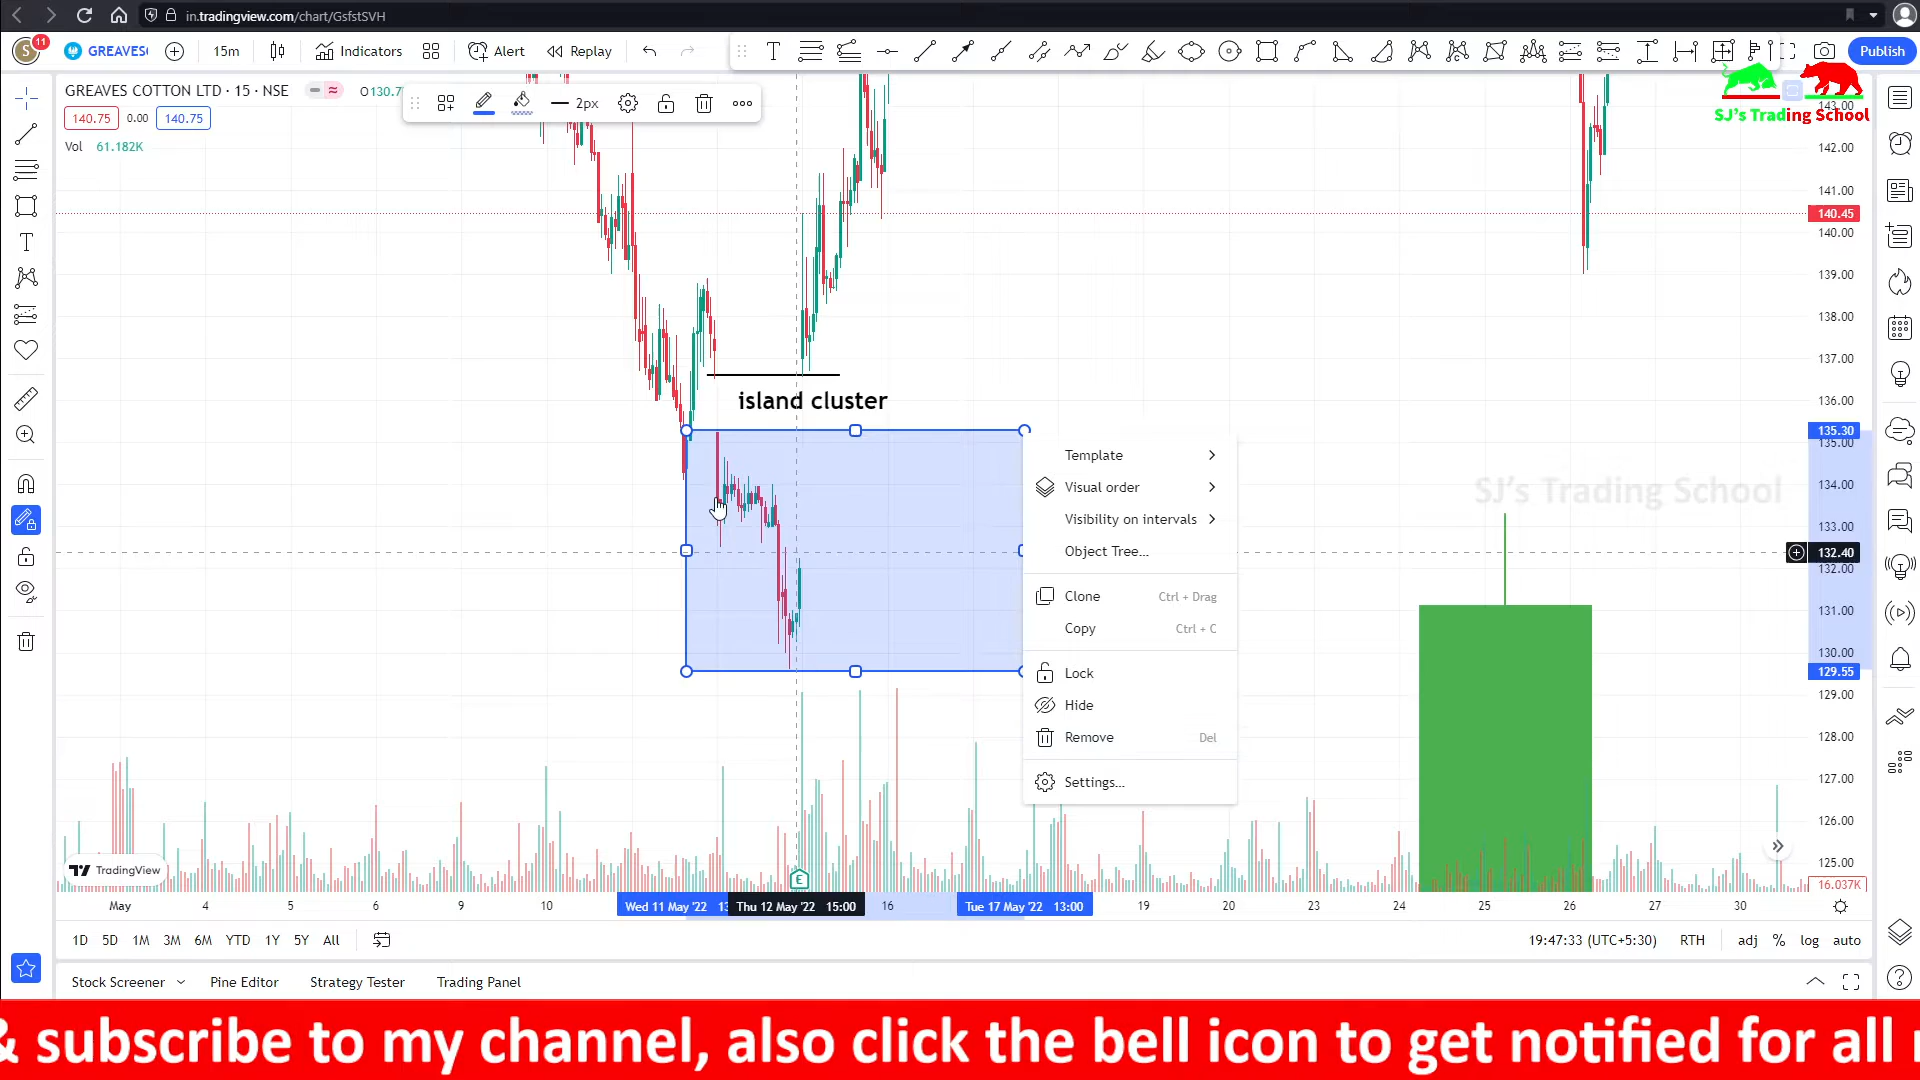 in.tradingview.com/chart/GsfstSVH
S 11 GREAVES 15m Indicators Alert Replay Publish
GREAVES COTTON LTD · 15 · NSE
2px
140.75 0.00 140.75
Vol 61.182K
SJ's Trading School
143.00
142.00
141.00
140.45
140.00
139.00
138.00
137.00
136.00
135.30
135.00
134.00
133.00
132.40
132.00
131.00
130.00
129.55
129.00
128.00
127.00
126.00
125.00
16.037K
island cluster
SJ's Trading School
Template
Visual order
Visibility on intervals
Object Tree...
Clone Ctrl + Drag
Copy Ctrl + C
Lock
Hide
Remove Del
Settings...
TradingView
E
May 4 5 6 9 10 Wed 11 May '22 Thu 12 May '22 15:00 16 Tue 17 May '22 13:00 19 20 23 24 25 26 27 30
1D 5D 1M 3M 6M YTD 1Y 5Y All 19:47:33 (UTC+5:30) RTH adj % log auto
Stock Screener Pine Editor Strategy Tester Trading Panel
& subscribe to my channel, also click the bell icon to get notified for all